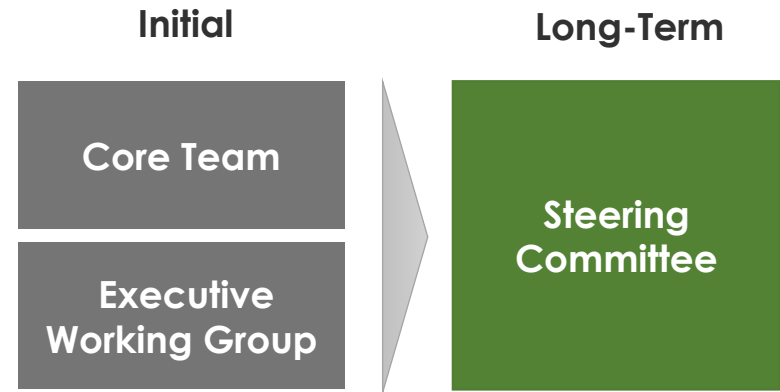 Initial
Long-Term
Core Team
Executive
Working Group
Steering
Committee